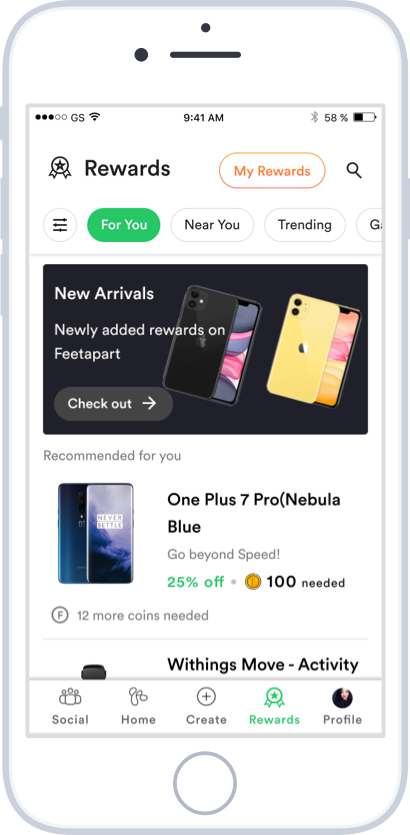 GS 9:41 AM 58 %
Rewards My Rewards
For You Near You Trending
New Arrivals
Newly added rewards on
Feetapart
Check out
Recommended for you
NEVER
SETTLE
One Plus 7 Pro(Nebula
Blue
Go beyond Speed!
25% off • 100 needed
F 12 more coins needed
Withings Move - Activity
Social Home Create Rewards Profile